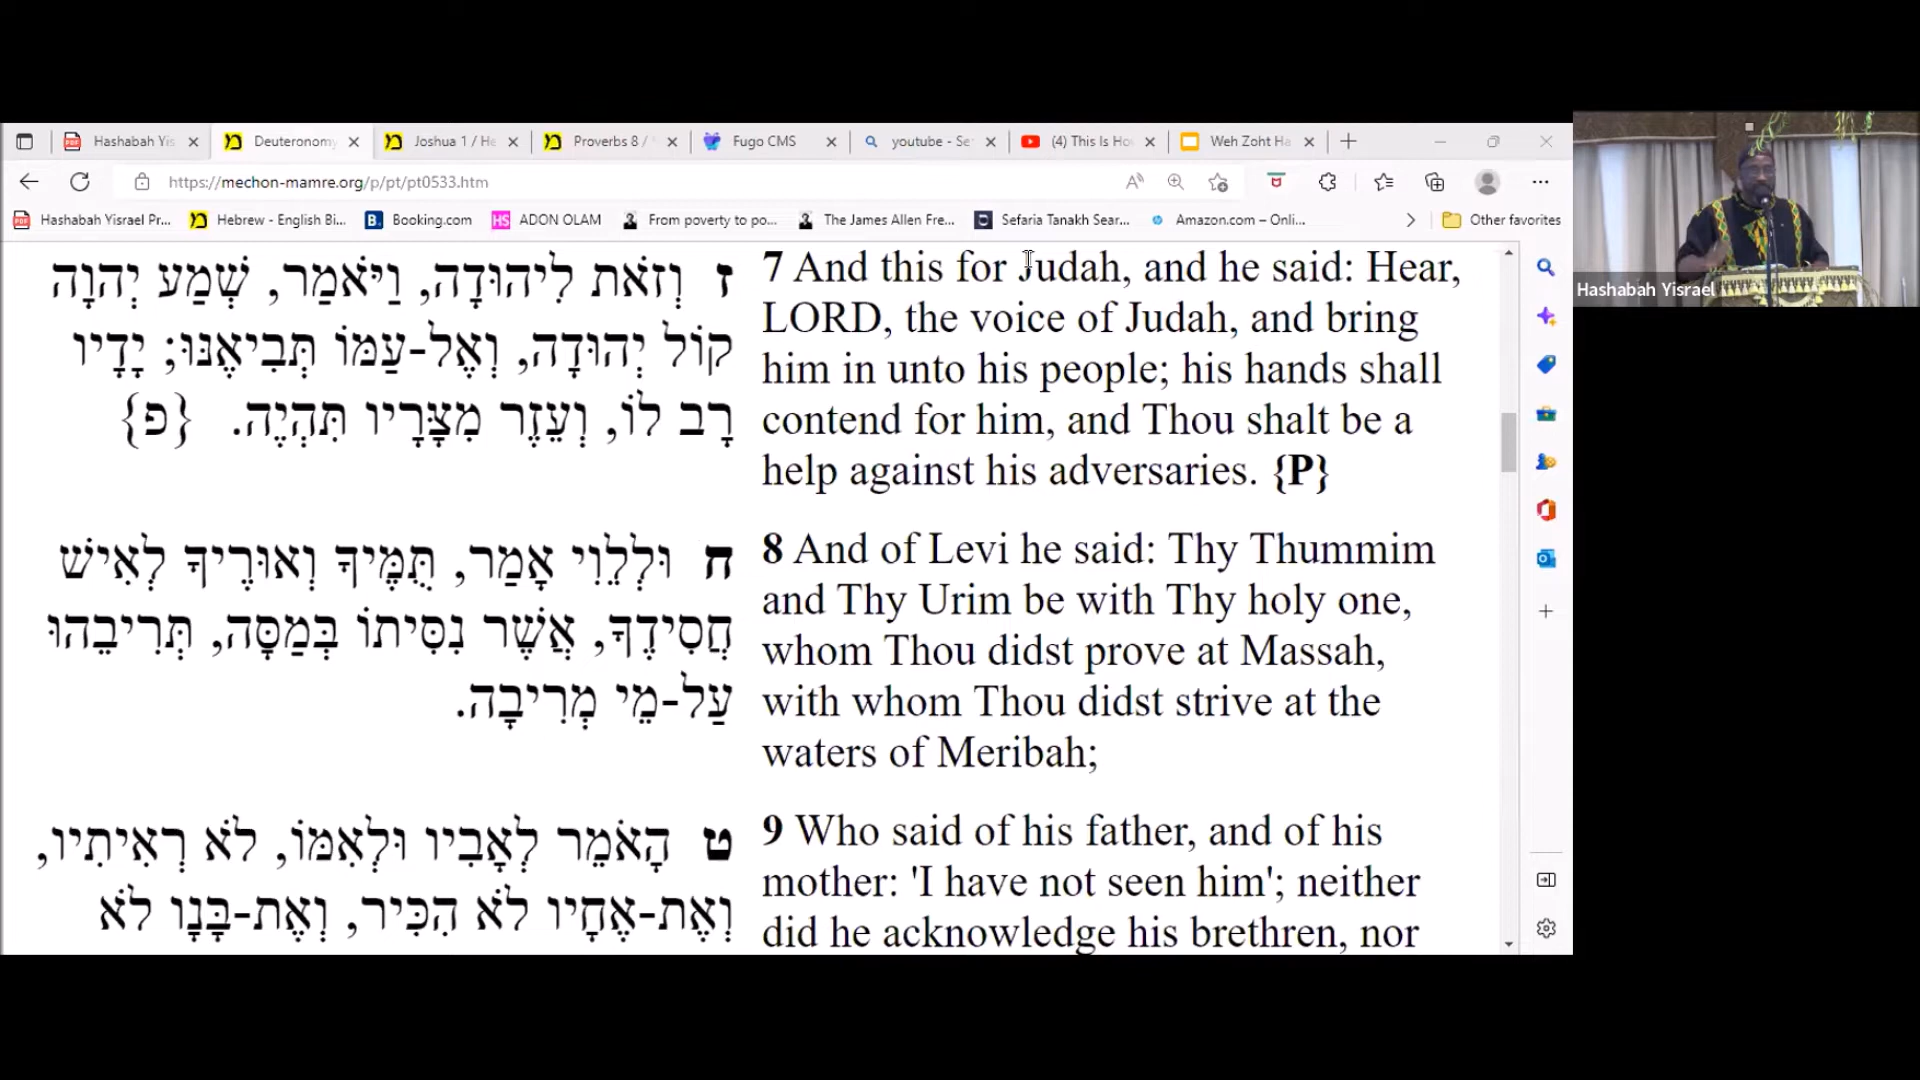 Hashabah Yis
Deuteronomy
Joshua 1 / He
Proverbs 8 /
Fugo CMS
youtube - Se
(4) This Is Ho
Weh Zoht Ha
https://mechon-mamre.org/p/pt/pt0533.htm
Hashabah Yisrael Pr...
Hebrew - English Bi...
Booking.com
ADON OLAM
From poverty to po...
The James Allen Fre...
Sefaria Tanakh Sear...
Amazon.com – Onli...
Other favorites
Hashabah Yisrael
ז וְזֹאת לִיהוּדָה, וַיֹּאמַר, שְׁמַע יְהוָה
קוֹל יְהוּדָה, וְאֶל-עַמּוֹ תְּבִיאֶנּוּ; יָדָיו
רָב לוֹ, וְעֵזֶר מִצָּרָיו תִּהְיֶה. {פ}
7 And this for Judah, and he said: Hear,
LORD, the voice of Judah, and bring
him in unto his people; his hands shall
contend for him, and Thou shalt be a
help against his adversaries. {P}
ח וּלְלֵוִי אָמַר, תֻּמֶּיךָ וְאוּרֶיךָ לְאִישׁ
חֲסִידֶךָ, אֲשֶׁר נִסִּיתוֹ בְּמַסָּה, תְּרִיבֵהוּ
עַל-מֵי מְרִיבָה.
8 And of Levi he said: Thy Thummim
and Thy Urim be with Thy holy one,
whom Thou didst prove at Massah,
with whom Thou didst strive at the
waters of Meribah;
ט הָאֹמֵר לְאָבִיו וּלְאִמּוֹ, לֹא רְאִיתִיו,
וְאֶת-אֶחָיו לֹא הִכִּיר, וְאֶת-בָּנָו לֹא
9 Who said of his father, and of his
mother: 'I have not seen him'; neither
did he acknowledge his brethren, nor